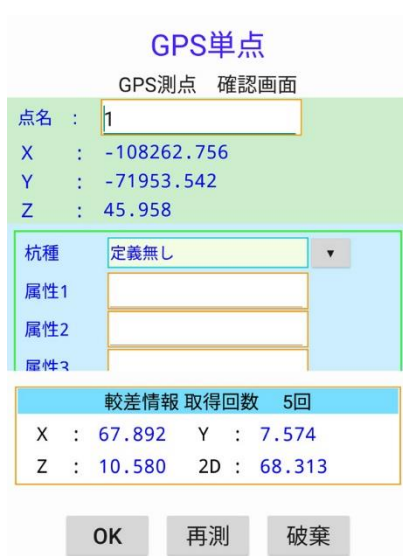 GPS単点
GPS測点 確認画面
点名 : 1
X : -108262.756
Y : -71953.542
Z : 45.958
杭種 定義無し ▼
属性1
属性2
属性3
較差情報 取得回数 5回
X : 67.892 Y : 7.574
Z : 10.580 2D : 68.313
OK 再測 破棄